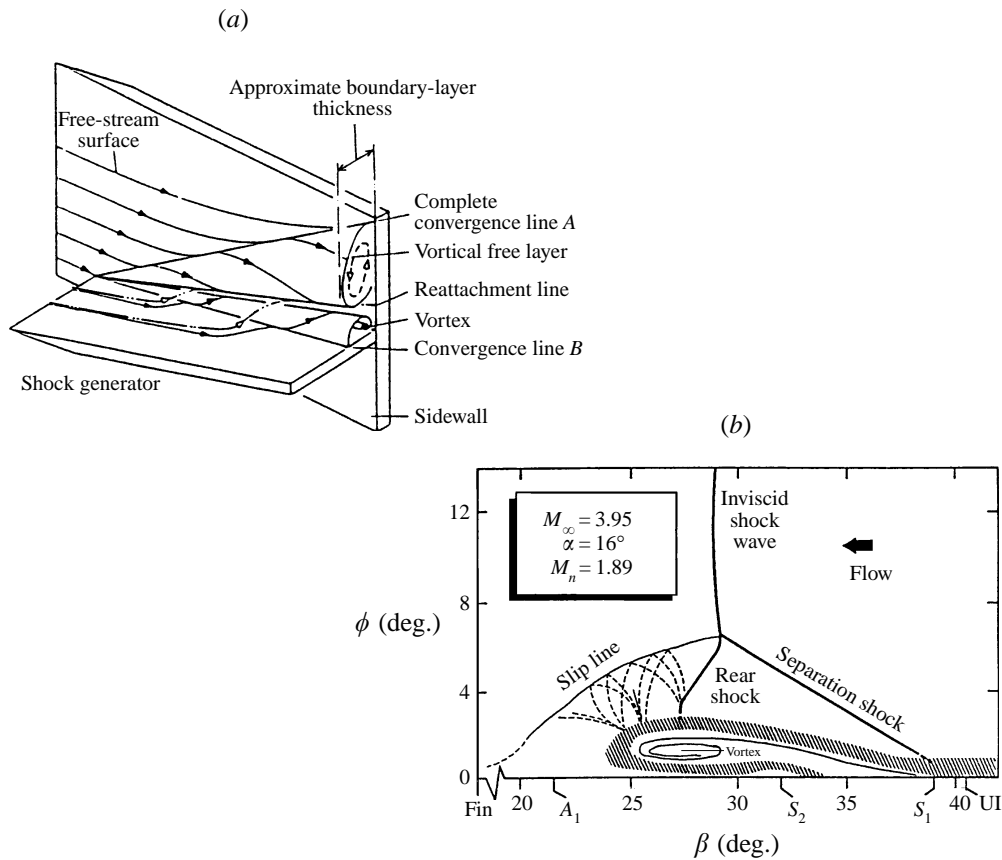 (a)
Approximate boundary-layer
thickness
Free-stream
surface
Complete
convergence line A
Vortical free layer
Reattachment line
Vortex
Convergence line B
Shock generator
Sidewall
(b)
12
8
4
0
ϕ (deg.)
M∞ = 3.95
α = 16°
Mn = 1.89
Inviscid
shock
wave
Flow
Slip line
Rear
shock
Separation shock
Vortex
Fin 20 A1 25 30 S2 35 S1 40 UI
β (deg.)